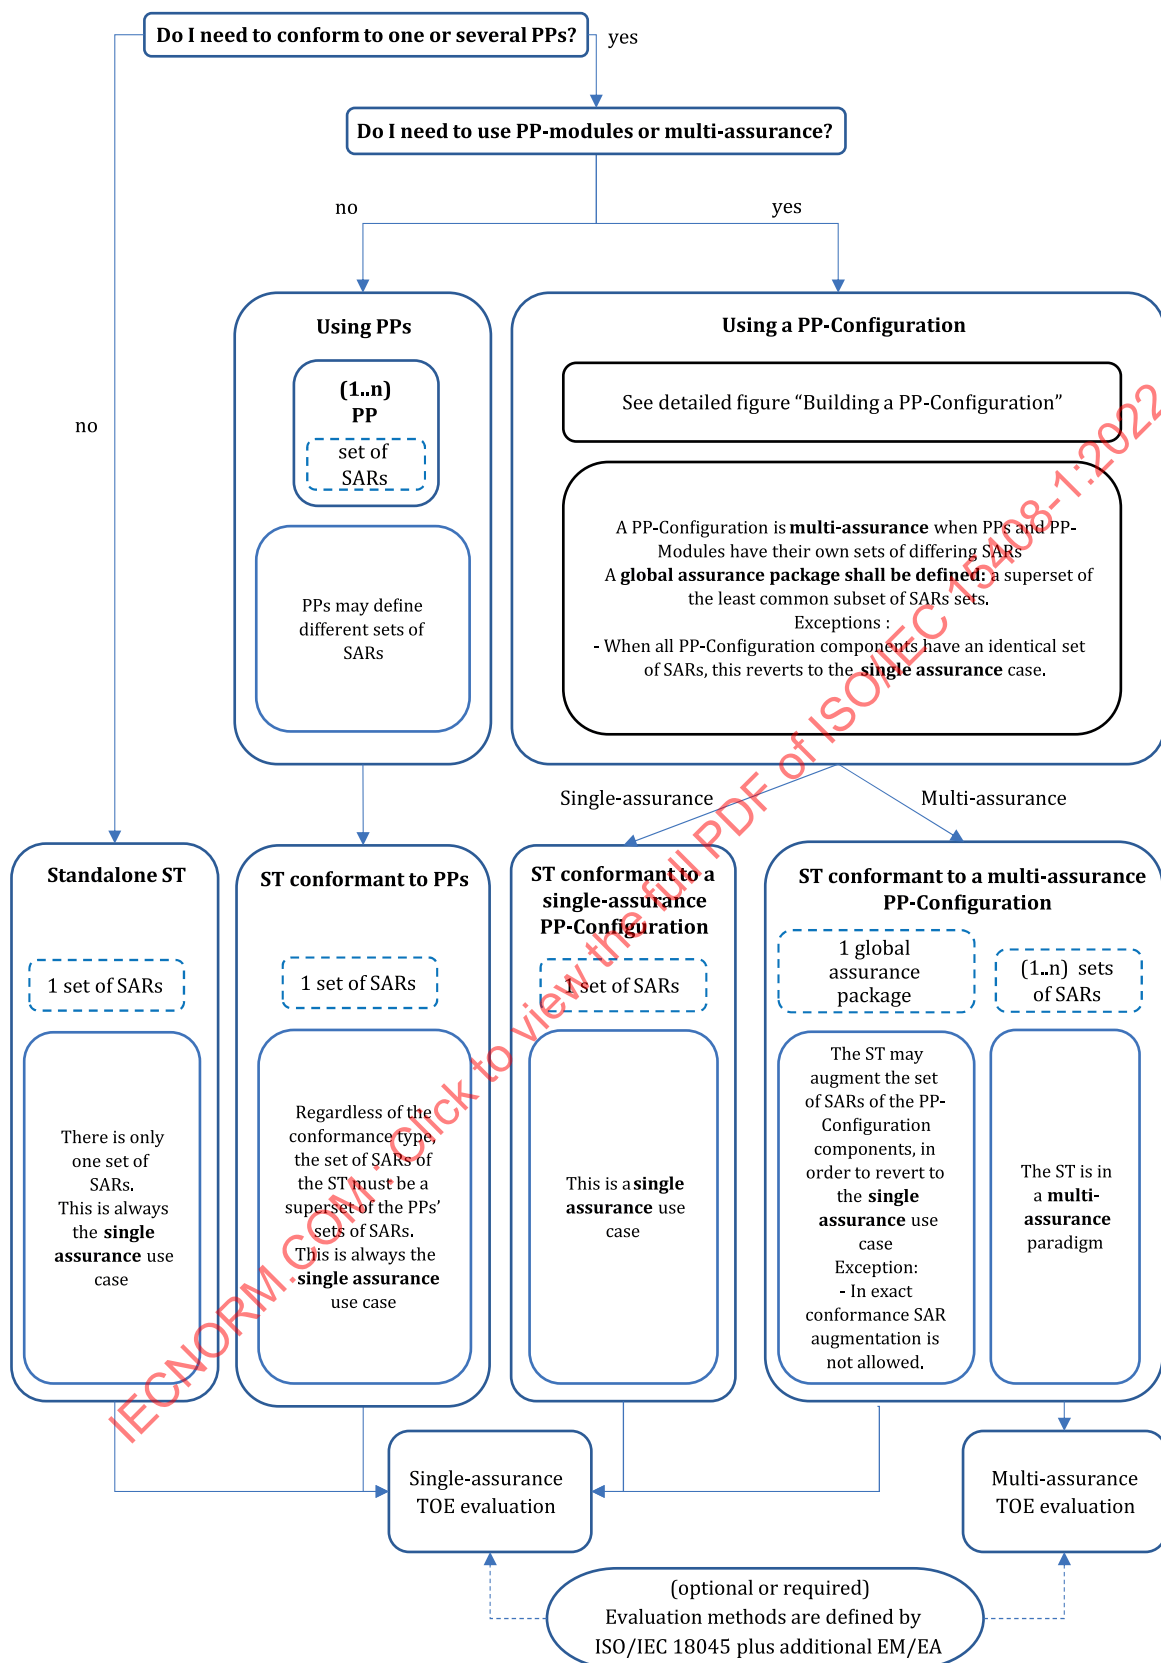 Do I need to conform to one or several PPs?
yes
Do I need to use PP-modules or multi-assurance?
no
yes
no
Using PPs
(1..n)
PP
set of
SARs
PPs may define
different sets of
SARs
Using a PP-Configuration
See detailed figure “Building a PP-Configuration”
A PP-Configuration is multi-assurance when PPs and PP-
Modules have their own sets of differing SARs
A global assurance package shall be defined: a superset of
the least common subset of SARs sets.
Exceptions :
- When all PP-Configuration components have an identical set
of SARs, this reverts to the single assurance case.
Single-assurance
Multi-assurance
Standalone ST
1 set of SARs
There is only
one set of
SARs.
This is always
the single
assurance use
case
ST conformant to PPs
1 set of SARs
Regardless of the
conformance type,
the set of SARs of
the ST must be a
superset of the PPs’
sets of SARs.
This is always the
single assurance
use case
ST conformant to a
single-assurance
PP-Configuration
1 set of SARs
This is a single
assurance use
case
ST conformant to a multi-assurance
PP-Configuration
1 global
assurance
package
The ST may
augment the set
of SARs of the PP-
Configuration
components, in
order to revert to
the single
assurance use
case
Exception:
- In exact
conformance SAR
augmentation is
not allowed.
(1..n) sets
of SARs
The ST is in
a multi-
assurance
paradigm
Single-assurance
TOE evaluation
Multi-assurance
TOE evaluation
(optional or required)
Evaluation methods are defined by
ISO/IEC 18045 plus additional EM/EA
IECNORM.COM : Click to view the full PDF of ISO/IEC 15408-1:2022